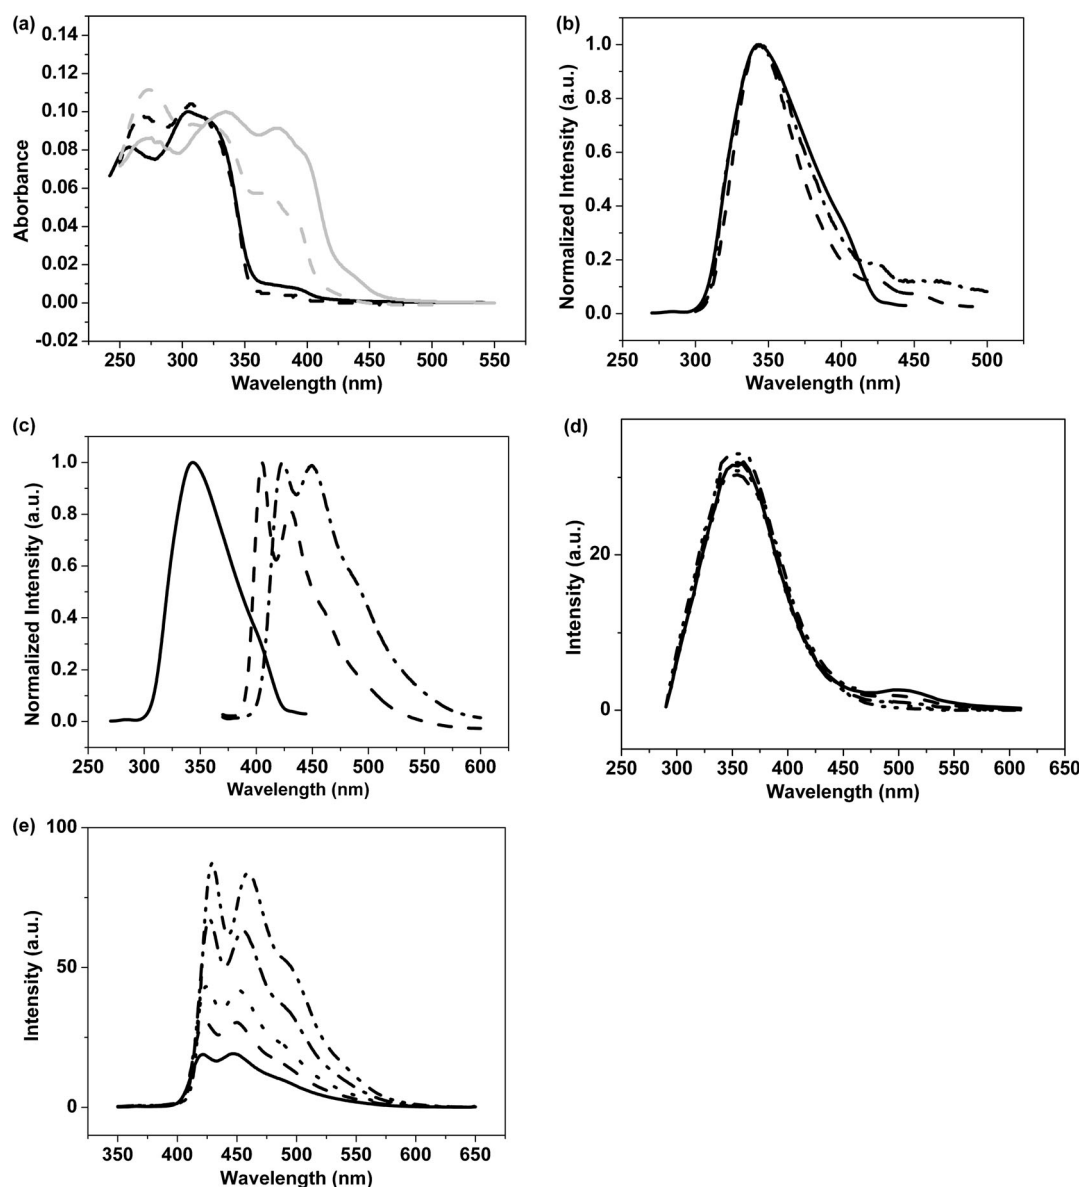 (a)
0.14
0.12
0.10
0.08
0.06
0.04
0.02
0.00
-0.02
Aborbance
250 300 350 400 450 500 550
Wavelength (nm)
(b)
1.0
0.8
0.6
0.4
0.2
0.0
Normalized Intensity (a.u.)
250 300 350 400 450 500
Wavelength (nm)
(c)
1.0
0.8
0.6
0.4
0.2
0.0
Normalized Intensity (a.u.)
250 300 350 400 450 500 550 600
Wavelength (nm)
(d)
20
0
Intensity (a.u.)
250 300 350 400 450 500 550 600 650
Wavelength (nm)
(e)
100
50
0
Intensity (a.u.)
350 400 450 500 550 600 650
Wavelength (nm)